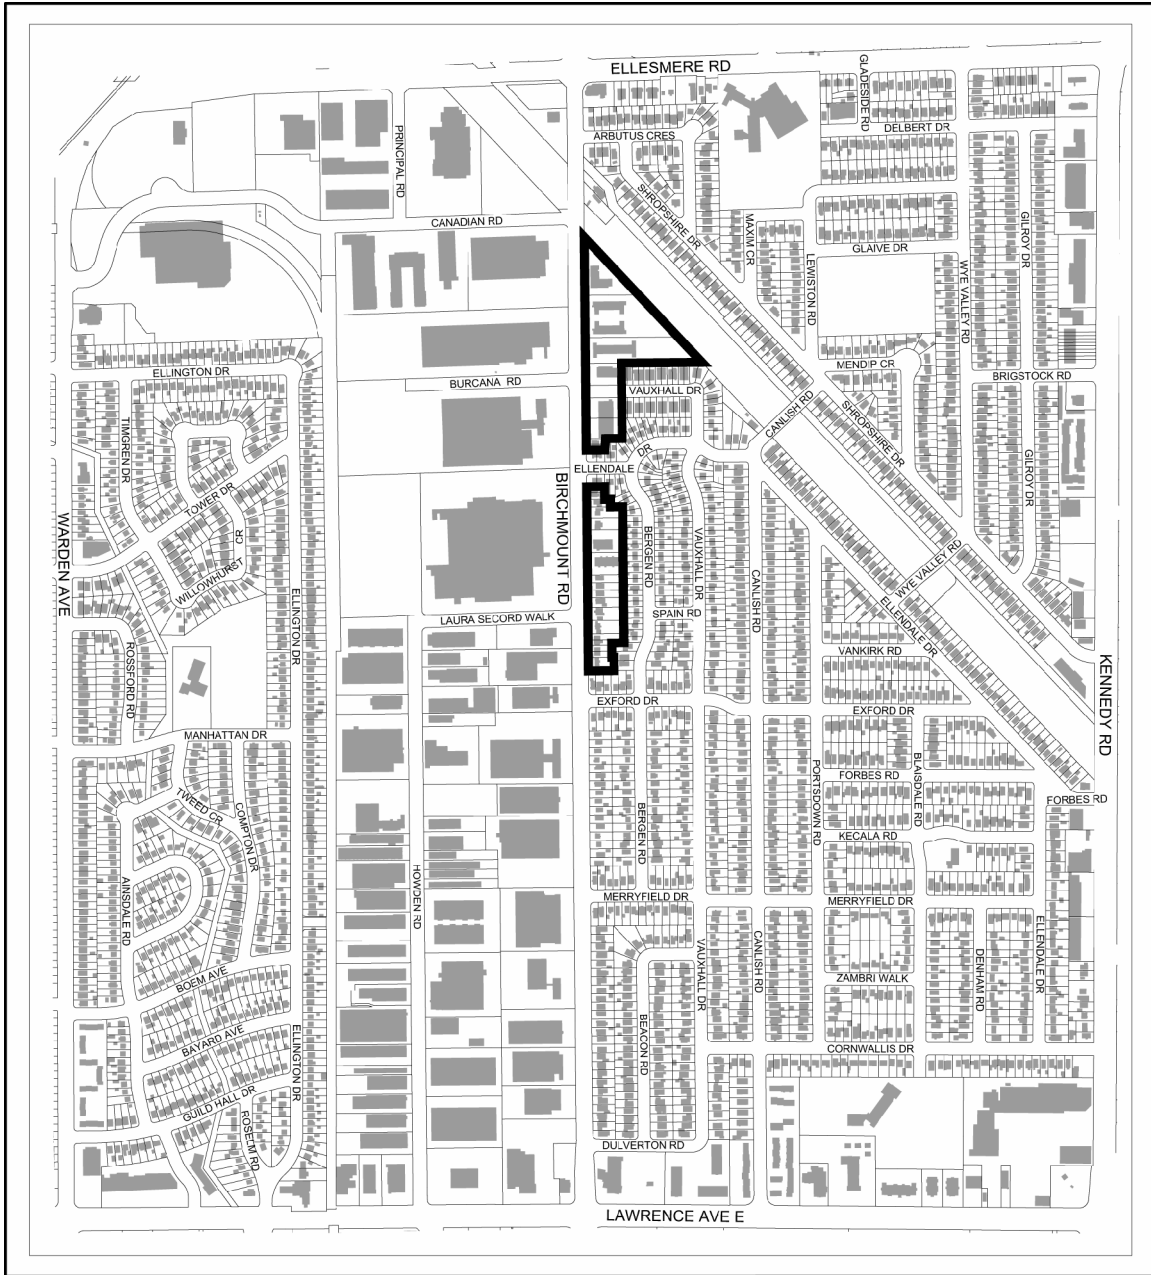 ELLESMERE RD
GLADESIDE RD
DELBERT DR
ARBUTUS CRES
PRINCIPAL RD
SHROPSHIRE DR
CANADIAN RD
MAXIM CR
GLAIVE DR
GILROY DR
LEWISTON RD
WYE VALLEY RD
ELLINGTON DR
BURCANA RD
VAUXHALL DR
MENDIP CR
BRIGSTOCK RD
CANLISH RD
SHROPSHIRE DR
TIMGREN DR
TOWER DR
ELLENDALE DR
GILROY DR
WARDEN AVE
BIRCHMOUNT RD
WILLOWHURST CR
BERGEN RD
VAUXHALL DR
CANLISH RD
WYE VALLEY RD
ELLINGTON DR
LAURA SECORD WALK
SPAIN RD
ELLENDALE DR
ROSSFORD RD
VANKIRK RD
KENNEDY RD
EXFORD DR
EXFORD DR
MANHATTAN DR
PORTSDOWN RD
BLAISDALE RD
FORBES RD
FORBES RD
TWEED CR
COMPTON DR
BERGEN RD
KECALA RD
AINSDALE RD
HOWDEN RD
MERRYFIELD DR
MERRYFIELD DR
ELLENDALE DR
VAUXHALL DR
CANLISH RD
DENHAM RD
BOEM AVE
ZAMBRI WALK
BAYARD AVE
ELLINGTON DR
BEACON RD
CORNWALLIS DR
GUILD HALL DR
ROSELM RD
DULVERTON RD
LAWRENCE AVE E